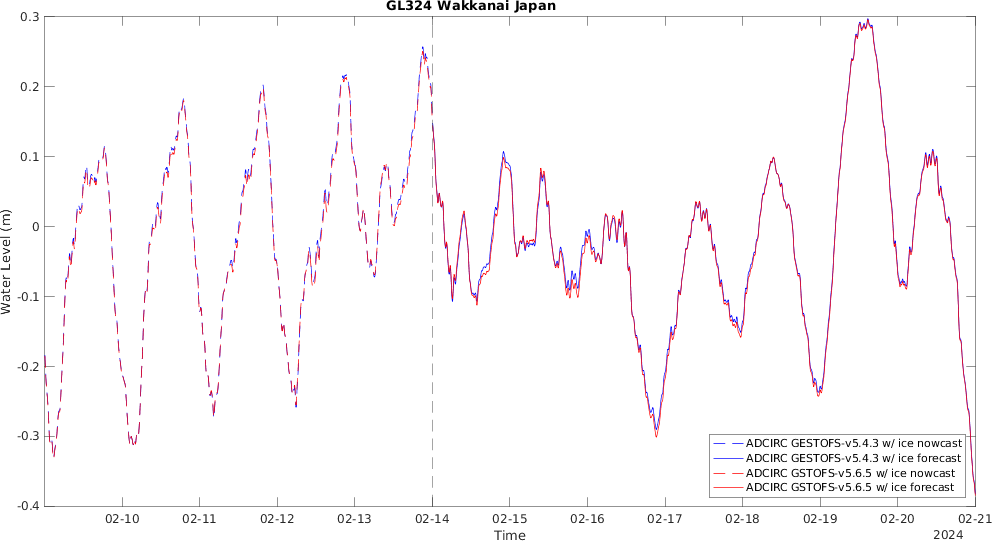 GL324 Wakkanai Japan
Water Level (m)
0.3
0.2
0.1
0
-0.1
-0.2
-0.3
-0.4
ADCIRC GESTOFS-v5.4.3 w/ ice nowcast
ADCIRC GESTOFS-v5.4.3 w/ ice forecast
ADCIRC GSTOFS-v5.6.5 w/ ice nowcast
ADCIRC GSTOFS-v5.6.5 w/ ice forecast
02-10 02-11 02-12 02-13 02-14 02-15 02-16 02-17 02-18 02-19 02-20 02-21
Time
2024